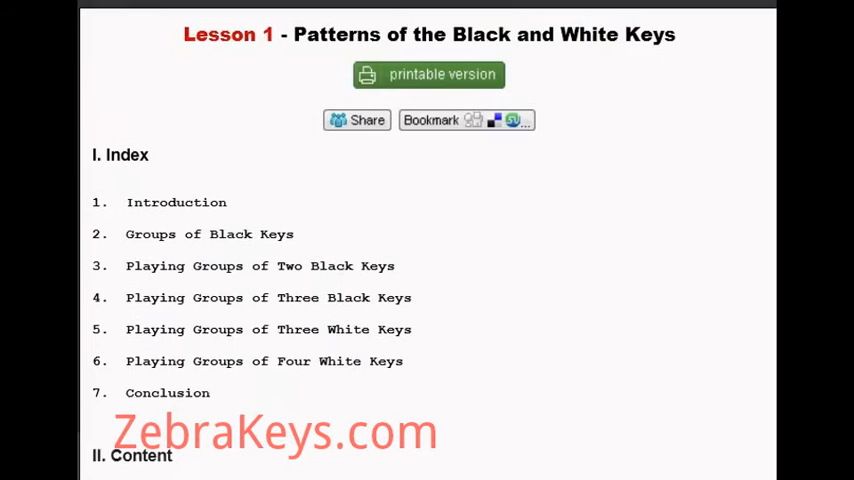 Lesson 1 - Patterns of the Black and White Keys
printable version
Share Bookmark ...
I. Index
1. Introduction
2. Groups of Black Keys
3. Playing Groups of Two Black Keys
4. Playing Groups of Three Black Keys
5. Playing Groups of Three White Keys
6. Playing Groups of Four White Keys
7. Conclusion
ZebraKeys.com
II. Content